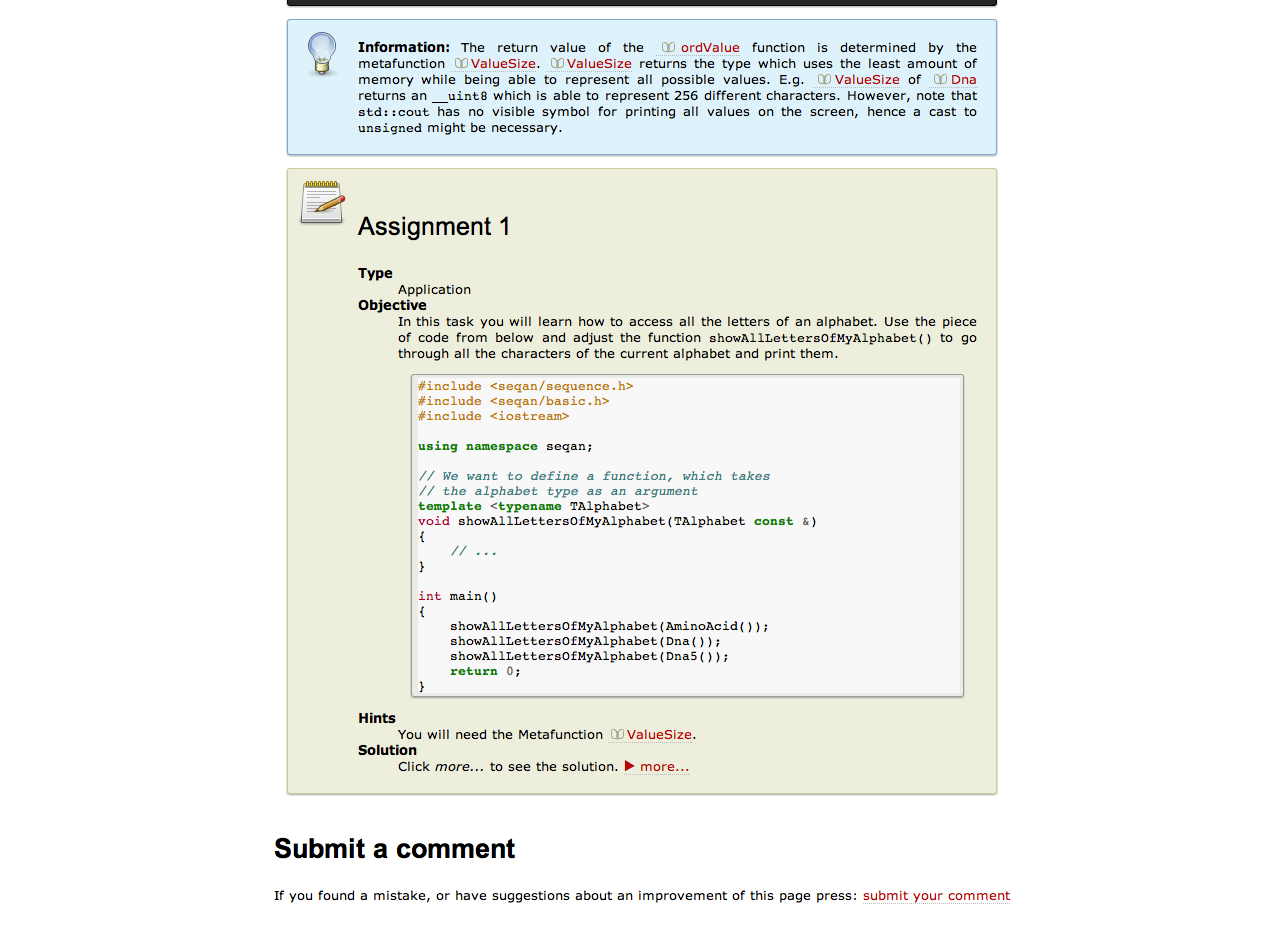 Information: The return value of the ordValue function is determined by the
metafunction ValueSize. ValueSize returns the type which uses the least amount of
memory while being able to represent all possible values. E.g. ValueSize of Dna
returns an __uint8 which is able to represent 256 different characters. However, note that
std::cout has no visible symbol for printing all values on the screen, hence a cast to
unsigned might be necessary.
Assignment 1
Type
Application
Objective
In this task you will learn how to access all the letters of an alphabet. Use the piece
of code from below and adjust the function showAllLettersOfMyAlphabet() to go
through all the characters of the current alphabet and print them.
#include <seqan/sequence.h>
#include <seqan/basic.h>
#include <iostream>
using namespace seqan;
// We want to define a function, which takes
// the alphabet type as an argument
template <typename TAlphabet>
void showAllLettersOfMyAlphabet(TAlphabet const &)
{
    // ...
}
int main()
{
    showAllLettersOfMyAlphabet(AminoAcid());
    showAllLettersOfMyAlphabet(Dna());
    showAllLettersOfMyAlphabet(Dna5());
    return 0;
}
Hints
You will need the Metafunction ValueSize.
Solution
Click more... to see the solution. ▶ more...
Submit a comment
If you found a mistake, or have suggestions about an improvement of this page press: submit your comment